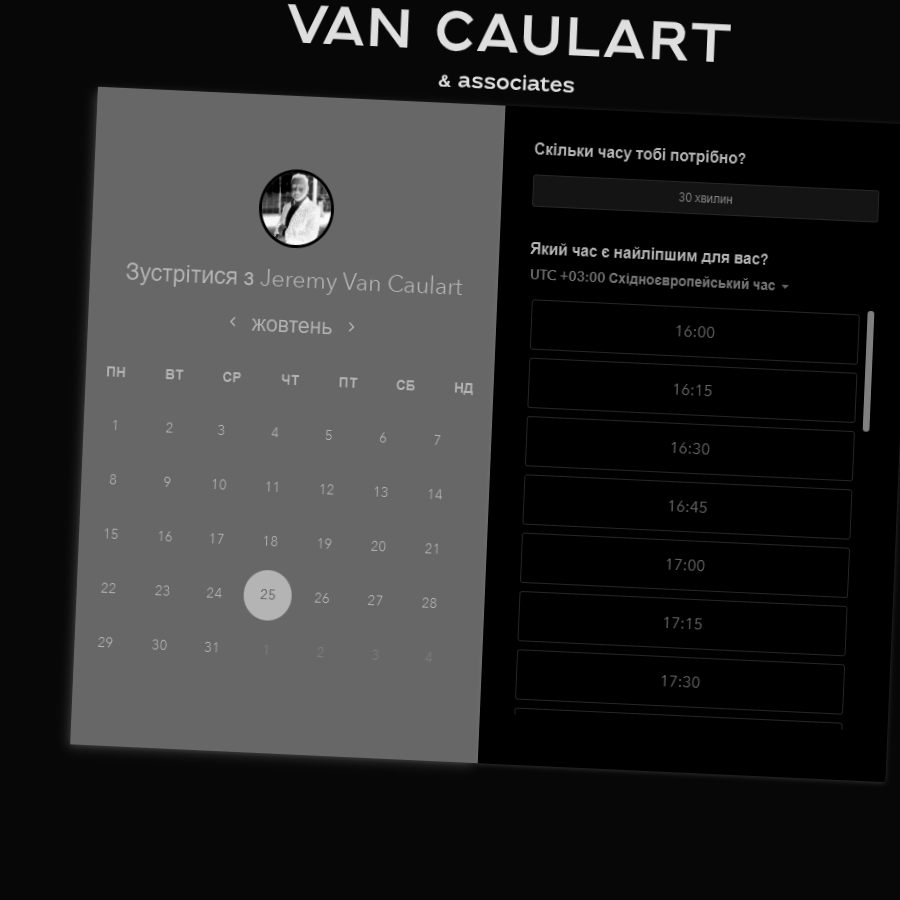 VAN CAULART
& associates
Зустрітися з Jeremy Van Caulart
‹ жовтень ›
ПН ВТ СР ЧТ ПТ СБ НД
1 2 3 4 5 6 7
8 9 10 11 12 13 14
15 16 17 18 19 20 21
22 23 24 25 26 27 28
29 30 31 1 2 3 4
Скільки часу тобі потрібно?
30 хвилин
Який час є найліпшим для вас?
UTC +03:00 Східноєвропейський час
16:00
16:15
16:30
16:45
17:00
17:15
17:30